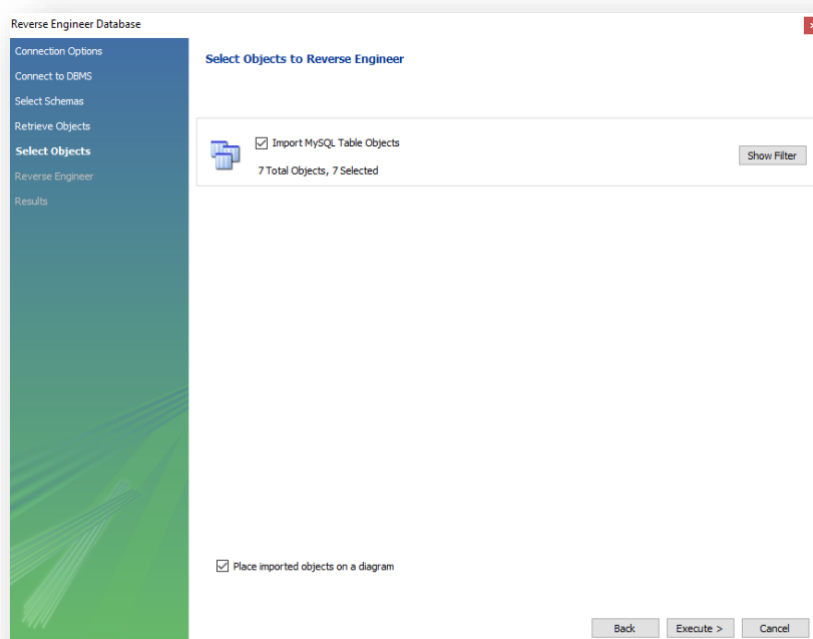 Reverse Engineer Database
Connection Options
Connect to DBMS
Select Schemas
Retrieve Objects
Select Objects
Reverse Engineer
Results
Select Objects to Reverse Engineer
Import MySQL Table Objects
7 Total Objects, 7 Selected
Show Filter
Place imported objects on a diagram
Back
Execute >
Cancel